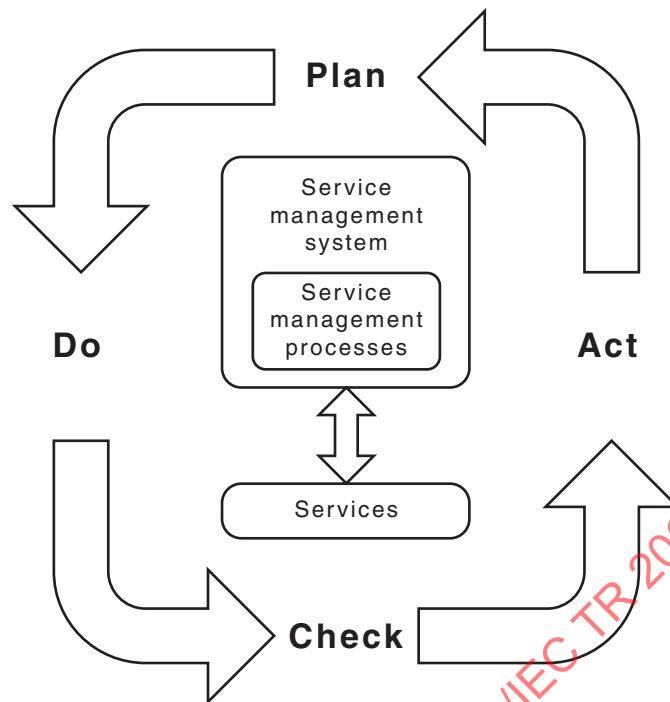 Plan
Service
management
system
Service
management
processes
Do
Act
Services
Check
/IEC TR 20